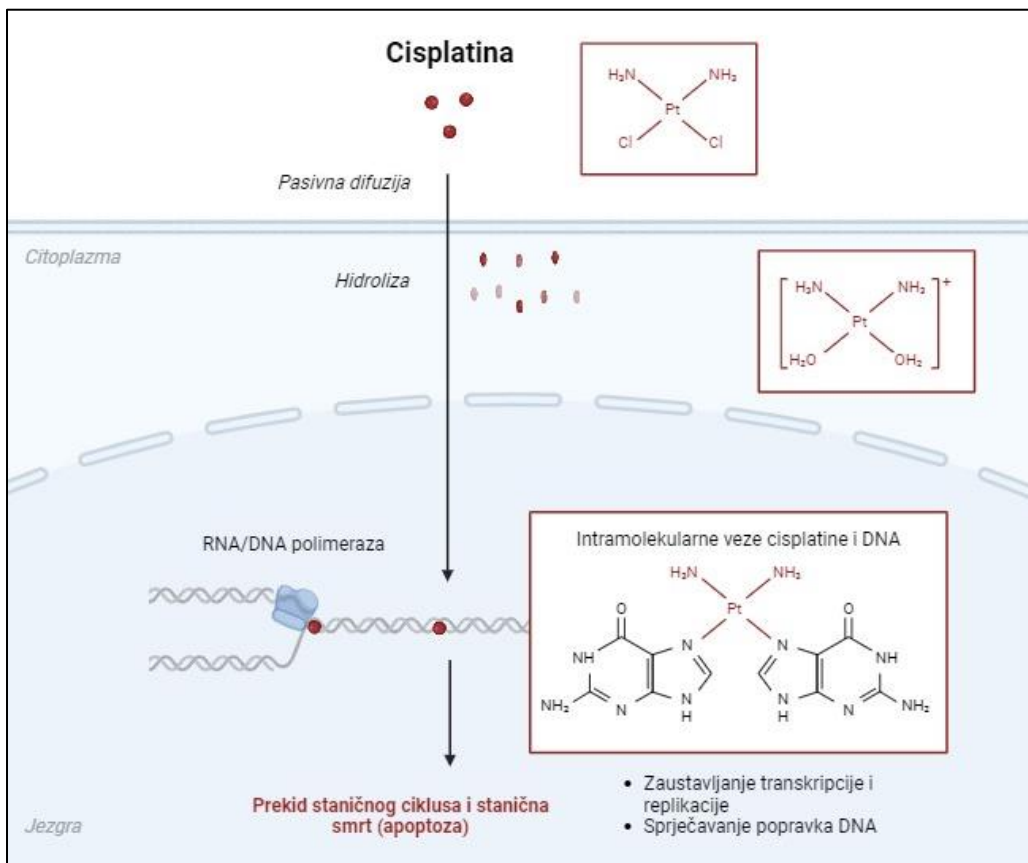 Cisplatina
H₃N
NH₃
Pt
Cl
Cl
Pasivna difuzija
Citoplazma
Hidroliza
H₃N
NH₃
+
Pt
H₂O
OH₂
RNA/DNA polimeraza
Intramolekularne veze cisplatine i DNA
H₃N
NH₃
Pt
O
O
NH
N
N
NH
NH₂
N
N
H
N
H
N
NH₂
Prekid staničnog ciklusa i stanična
smrt (apoptoza)
• Zaustavljanje transkripcije i
replikacije
• Sprječavanje popravka DNA
Jezgra